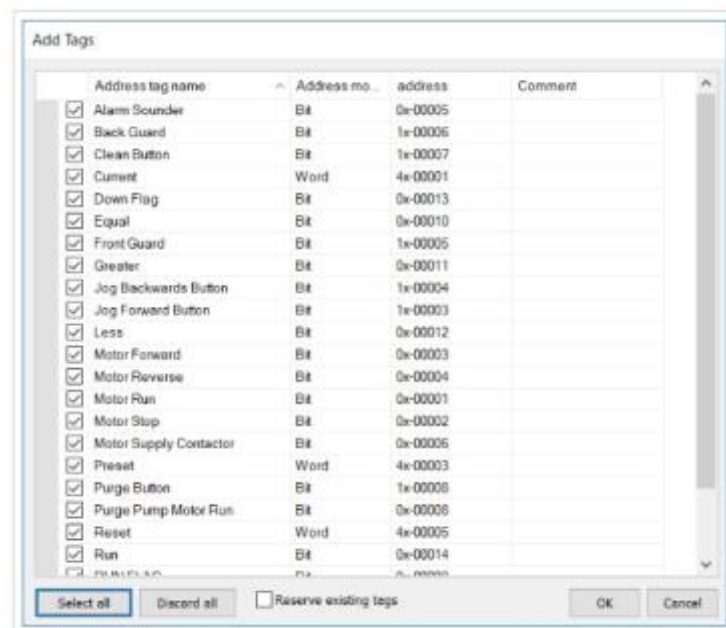 Add Tags
Address tag name Address mo... address Comment
Alarm Sounder Bit 0x-00005
Back Guard Bit 1x-00006
Clean Button Bit 1x-00007
Current Word 4x-00001
Down Flag Bit 0x-00013
Equal Bit 0x-00010
Front Guard Bit 1x-00005
Greater Bit 0x-00011
Jog Backwards Button Bit 1x-00004
Jog Forward Button Bit 1x-00003
Less Bit 0x-00012
Motor Forward Bit 0x-00003
Motor Reverse Bit 0x-00004
Motor Run Bit 0x-00001
Motor Stop Bit 0x-00002
Motor Supply Contactor Bit 0x-00006
Preset Word 4x-00003
Purge Button Bit 1x-00008
Purge Pump Motor Run Bit 0x-00008
Reset Word 4x-00005
Run Bit 0x-00014
Select all Discard all Reserve existing tags OK Cancel